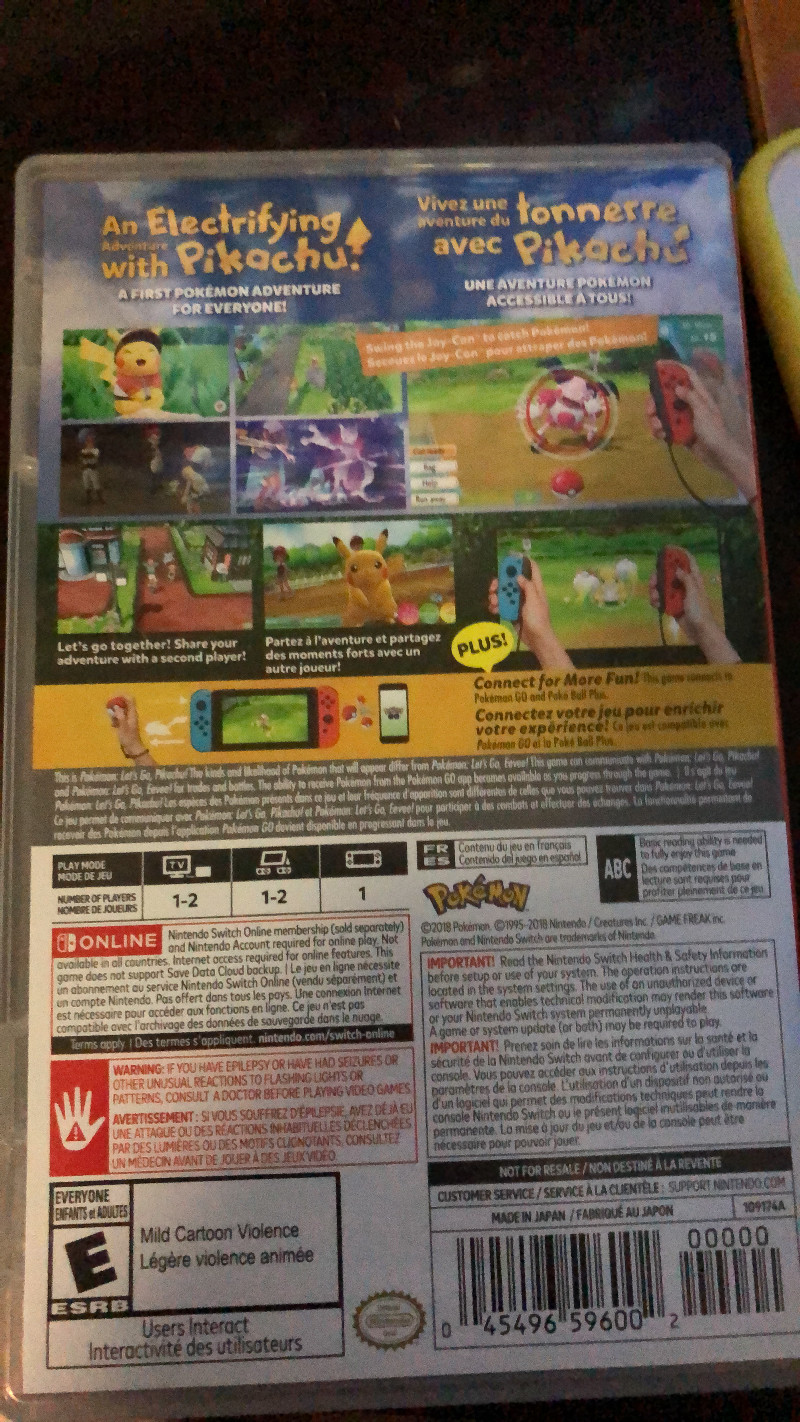 An Electrifying
Adventure
with Pikachu!
A FIRST POKÉMON ADVENTURE
FOR EVERYONE!
Vivez une
aventure du tonnerre
avec Pikachu
UNE AVENTURE POKÉMON
ACCESSIBLE À TOUS!
Swing the Joy-Con™ to catch Pokémon!
Secouez le Joy-Con™ pour attraper des Pokémon!
Bag
Help
Run away
Let's go together! Share your
adventure with a second player!
Partez à l'aventure et partagez
des moments forts avec un
autre joueur!
PLUS!
Connect for More Fun! This game connects to
Pokémon GO and Poké Ball Plus.
Connectez votre jeu pour enrichir
votre expérience! Ce jeu est compatible avec
Pokémon GO et la Poké Ball Plus.
This is Pokémon: Let's Go, Pikachu! The kinds and likelihood of Pokémon that will appear differ from Pokémon: Let's Go, Eevee! This game can communicate with Pokémon: Let's Go, Pikachu!
and Pokémon: Let's Go, Eevee! for trades and battles. The ability to receive Pokémon from the Pokémon GO app becomes available as you progress through the game. | Il s'agit du jeu
Pokémon: Let's Go, Pikachu! Les espèces des Pokémon présents dans ce jeu et leur fréquence d'apparition sont différentes de celles que vous pouvez trouver dans Pokémon: Let's Go, Eevee!
Ce jeu permet de communiquer avec Pokémon: Let's Go, Pikachu! et Pokémon: Let's Go, Eevee! pour participer à des combats et effectuer des échanges. La fonctionnalité permettant de
recevoir des Pokémon depuis l'application Pokémon GO devient disponible en progressant dans le jeu.
PLAY MODE
MODE DE JEU
TV
NUMBER OF PLAYERS
NOMBRE DE JOUEURS
1-2
1-2
1
FR
ES
Contenu du jeu en français
Contenido del juego en español
ABC
Basic reading ability is needed
to fully enjoy this game
Des compétences de base en
lecture sont requises pour
profiter pleinement de ce jeu
POKéMON
©2018 Pokémon. ©1995-2018 Nintendo / Creatures Inc. / GAME FREAK inc.
Pokémon and Nintendo Switch are trademarks of Nintendo.
ONLINE
Nintendo Switch Online membership (sold separately)
and Nintendo Account required for online play. Not
available in all countries. Internet access required for online features. This
game does not support Save Data Cloud backup. | Le jeu en ligne nécessite
un abonnement au service Nintendo Switch Online (vendu séparément) et
un compte Nintendo. Pas offert dans tous les pays. Une connexion Internet
est nécessaire pour accéder aux fonctions en ligne. Ce jeu n'est pas
compatible avec l'archivage des données de sauvegarde dans le nuage.
Terms apply. | Des termes s'appliquent. nintendo.com/switch-online
WARNING: IF YOU HAVE EPILEPSY OR HAVE HAD SEIZURES OR
OTHER UNUSUAL REACTIONS TO FLASHING LIGHTS OR
PATTERNS, CONSULT A DOCTOR BEFORE PLAYING VIDEO GAMES.
AVERTISSEMENT : SI VOUS SOUFFREZ D'ÉPILEPSIE, AVEZ DÉJÀ EU
UNE ATTAQUE OU DES RÉACTIONS INHABITUELLES DÉCLENCHÉES
PAR DES LUMIÈRES OU DES MOTIFS CLIGNOTANTS, CONSULTEZ
UN MÉDECIN AVANT DE JOUER À DES JEUX VIDÉO.
IMPORTANT! Read the Nintendo Switch Health & Safety Information
before setup or use of your system. The operation instructions are
located in the system settings. The use of an unauthorized device or
software that enables technical modification may render this software
or your Nintendo Switch system permanently unplayable.
A game or system update (or both) may be required to play.
IMPORTANT! Prenez soin de lire les informations sur la santé et la
sécurité de la Nintendo Switch avant de configurer ou d'utiliser la
console. Vous pouvez accéder aux instructions d'utilisation depuis les
paramètres de la console. L'utilisation d'un dispositif non autorisé ou
d'un logiciel qui permet des modifications techniques peut rendre la
console Nintendo Switch ou le présent logiciel inutilisables de manière
permanente. La mise à jour du jeu et/ou de la console peut être
nécessaire pour pouvoir jouer.
NOT FOR RESALE / NON DESTINÉ À LA REVENTE
CUSTOMER SERVICE / SERVICE À LA CLIENTÈLE : SUPPORT.NINTENDO.COM
MADE IN JAPAN / FABRIQUÉ AU JAPON
109174A
EVERYONE
ENFANTS et ADULTES
E
ESRB
Mild Cartoon Violence
Légère violence animée
Users Interact
Interactivité des utilisateurs
Nintendo
00000
0 45496 59600 2